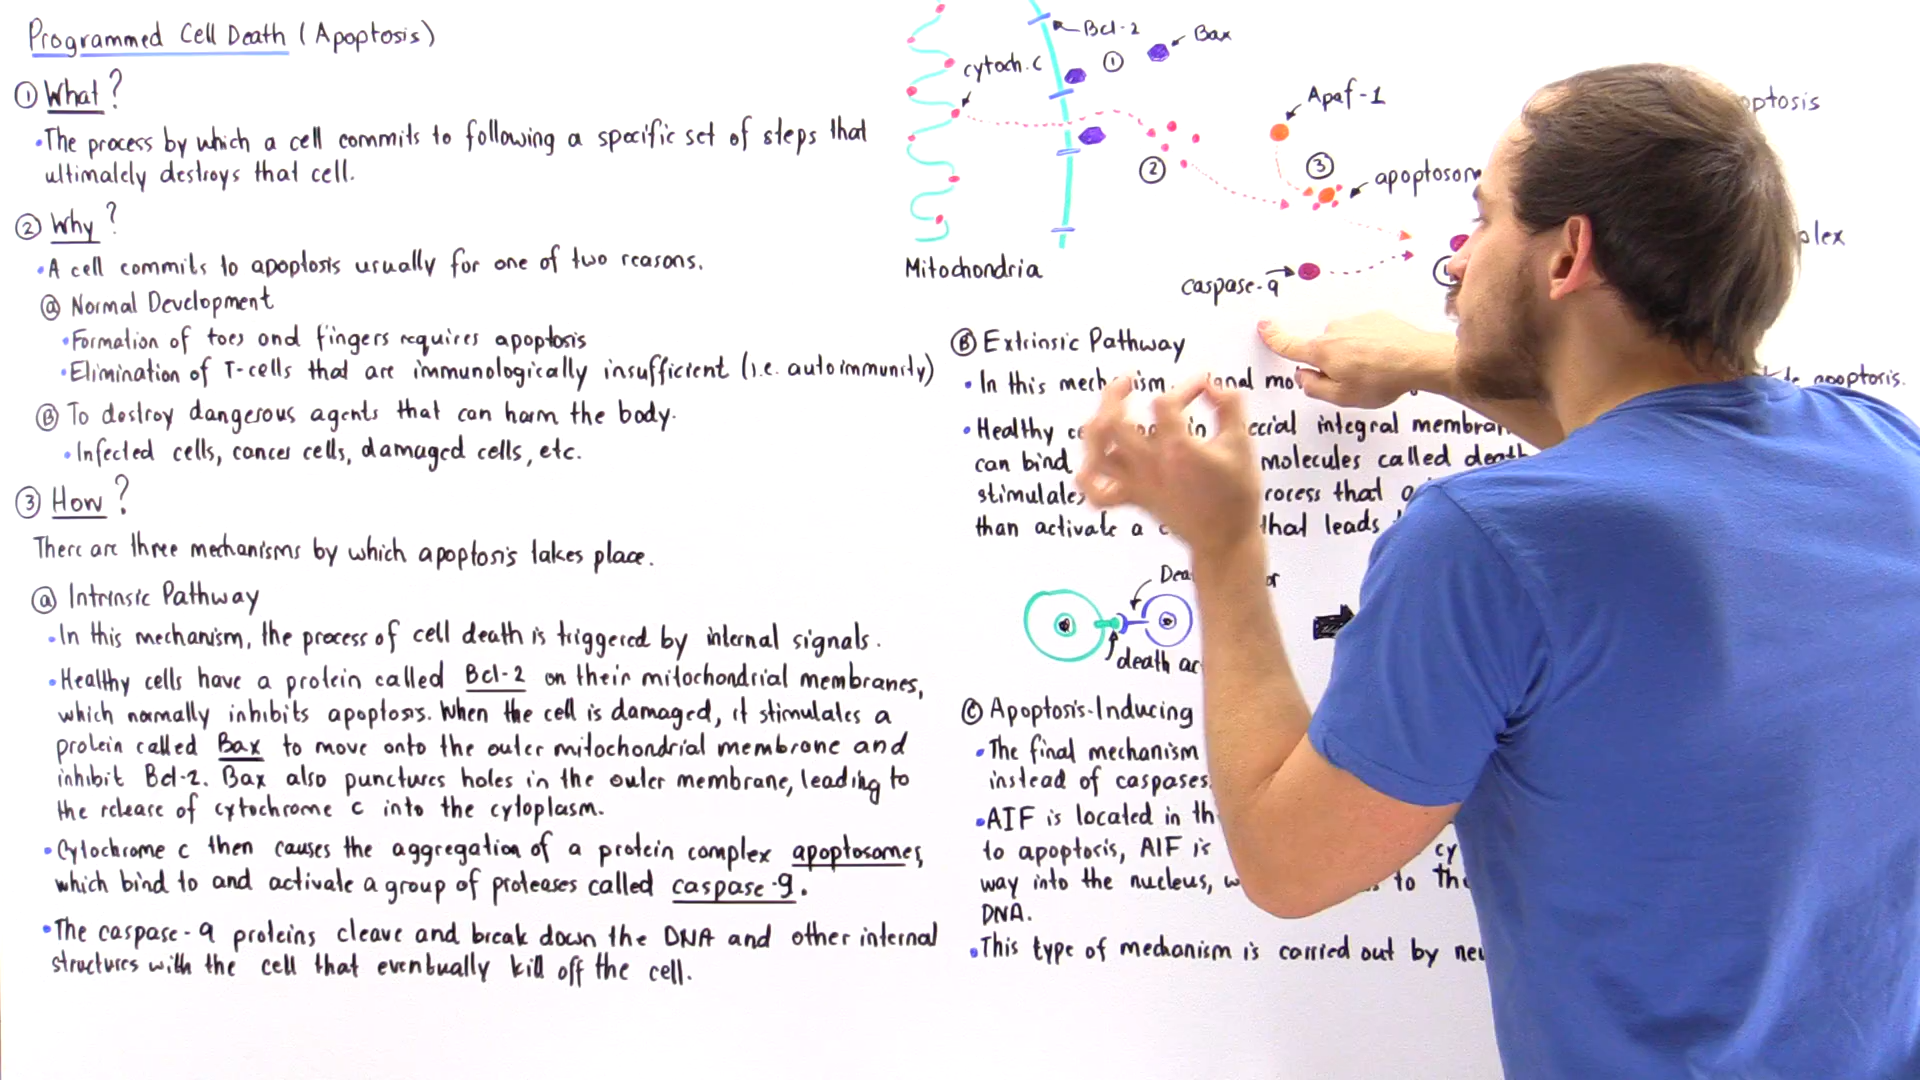 Programmed Cell Death (Apoptosis)
① What?
•The process by which a cell commits to following a specific set of steps that
ultimately destroys that cell.
② Why?
•A cell commits to apoptosis usually for one of two reasons.
ⓐ Normal Development
•Formation of toes and fingers requires apoptosis
•Elimination of T-cells that are immunologically insufficient (i.e. autoimmunity)
Ⓑ To destroy dangerous agents that can harm the body.
•Infected cells, cancer cells, damaged cells, etc.
③ How?
There are three mechanisms by which apoptosis takes place.
ⓐ Intrinsic Pathway
•In this mechanism, the process of cell death is triggered by internal signals.
•Healthy cells have a protein called Bcl-2 on their mitochondrial membranes,
which normally inhibits apoptosis. When the cell is damaged, it stimulates a
protein called Bax to move onto the outer mitochondrial membrane and
inhibit Bcl-2. Bax also punctures holes in the outer membrane, leading to
the release of cytochrome c into the cytoplasm.
•Cytochrome c then causes the aggregation of a protein complex apoptosomes,
which bind to and activate a group of proteases called caspase-9.
•The caspase-9 proteins cleave and break down the DNA and other internal
structures with the cell that eventually kill off the cell.
Bcl-2
Bax
①
cytoch. c
Apaf-1
②
③
apoptosom
Mitochondria
caspase-9
Ⓑ Extrinsic Pathway
•In this mech
apoptosis.
•Healthy integral
can bind molecules called death
that
than activate a that leads
death
Ⓒ Apoptosis-Inducing
•The final mechanism
instead of caspases.
•AIF is located in
to apoptosis, AIF is
way into the nucleus, to
DNA.
•This type of mechanism is carried out by